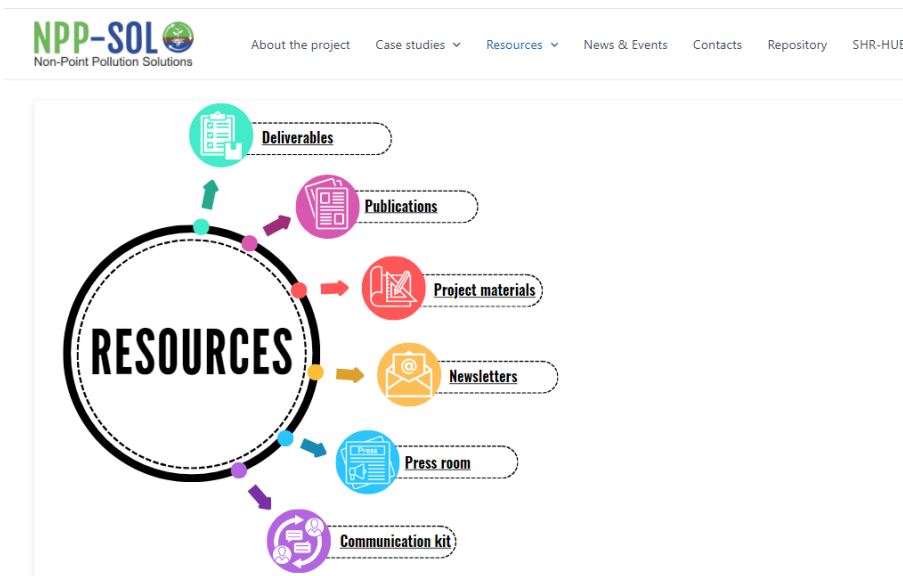 NPP-SOL
Non-Point Pollution Solutions
About the project Case studies Resources News & Events Contacts Repository SHR-HUB
Deliverables
Publications
Project materials
RESOURCES
@
Newsletters
Press
Press room
Communication kit